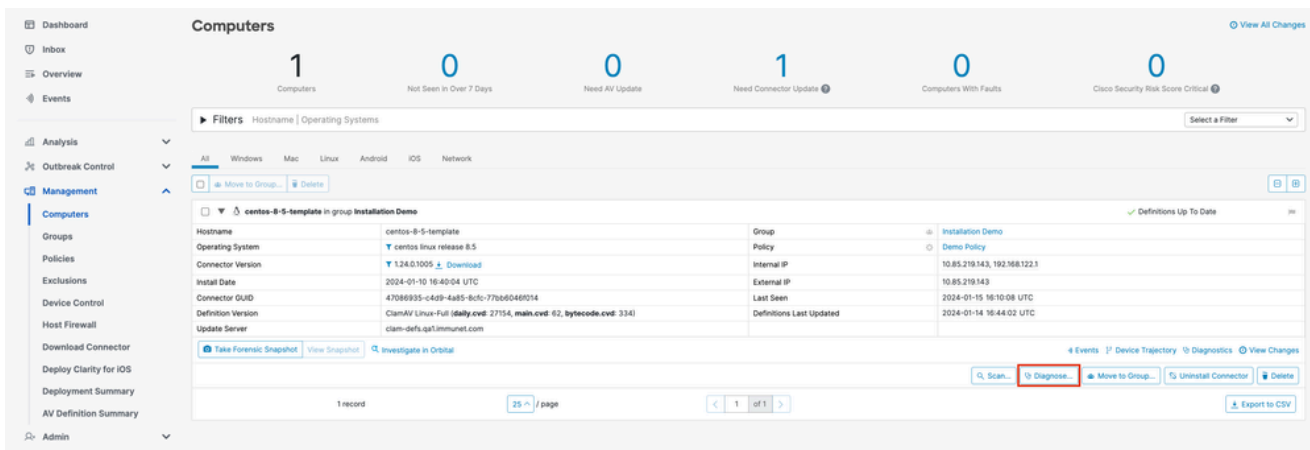 Dashboard
Inbox
Overview
Events
Analysis
Outbreak Control
Management
Computers
Groups
Policies
Exclusions
Device Control
Host Firewall
Download Connector
Deploy Clarity for iOS
Deployment Summary
AV Definition Summary
Admin
Computers
View All Changes
1 0 0 1 0 0
Computers Not Seen in Over 7 Days Need AV Update Need Connector Update Computers With Faults Cisco Security Risk Score Critical
Filters Hostname | Operating Systems Select a Filter
All Windows Mac Linux Android iOS Network
Move to Group... Delete
centos-8-5-template in group Installation Demo Definitions Up To Date
Hostname centos-8-5-template Group Installation Demo
Operating System centos linux release 8.5 Policy Demo Policy
Connector Version 1.24.0.1005 Download Internal IP 10.85.219.143, 192.168.122.1
Install Date 2024-01-10 16:40:04 UTC External IP 10.85.219.143
Connector GUID 47086935-c4d9-4a85-8cfc-77bb6046f014 Last Seen 2024-01-15 16:10:08 UTC
Definition Version ClamAV Linux-Full (daily.cvd: 27154, main.cvd: 62, bytecode.cvd: 334) Definitions Last Updated 2024-01-14 16:44:02 UTC
Update Server clam-defs.qa1.immunet.com
Take Forensic Snapshot View Snapshot Investigate in Orbital Events Device Trajectory Diagnostics View Changes
Scan... Diagnose... Move to Group... Uninstall Connector Delete
1 record 25 / page 1 of 1 Export to CSV